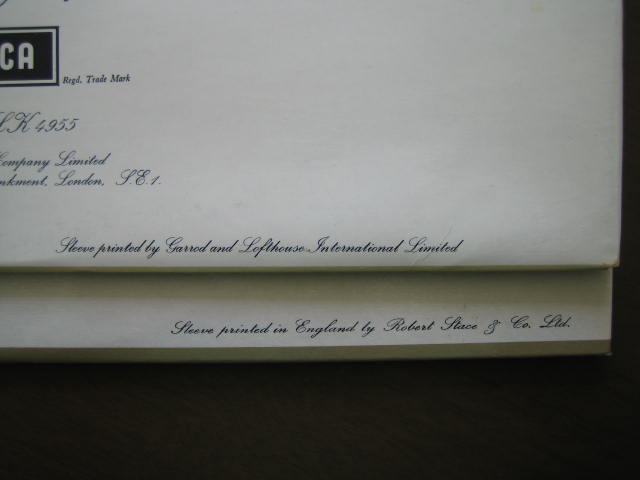 CA
Regd. Trade Mark
LK 4955
Company Limited
nkment, London, S.E.1.
Sleeve printed by Garrod and Lofthouse International Limited
Sleeve printed in England by Robert Stace & Co. Ltd.